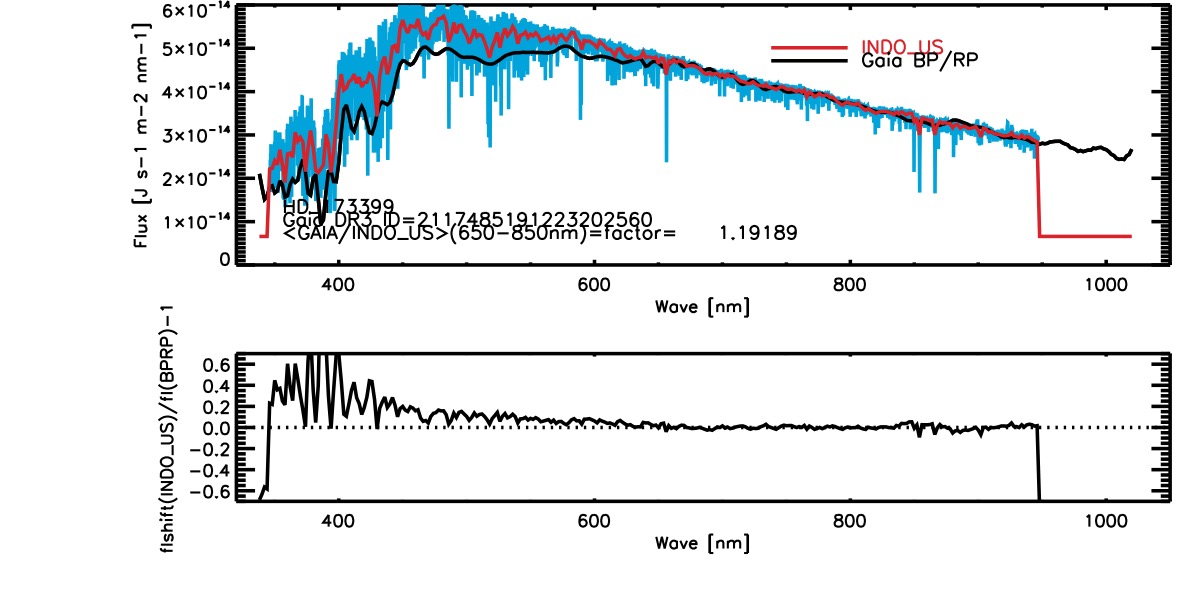 6×10−14
5×10−14
4×10−14
3×10−14
2×10−14
1×10−14
0
Flux [J s−1 m−2 nm−1]
INDO_US
Gaia BP/RP
HD 173399
Gaia DR3 ID=2117485191223202560
<GAIA/INDO_US>(650−850nm)=factor= 1.19189
400 600 800 1000
Wave [nm]
flshift(INDO_US)/fl(BPRP)−1
0.6
0.4
0.2
0.0
−0.2
−0.4
−0.6
400 600 800 1000
Wave [nm]